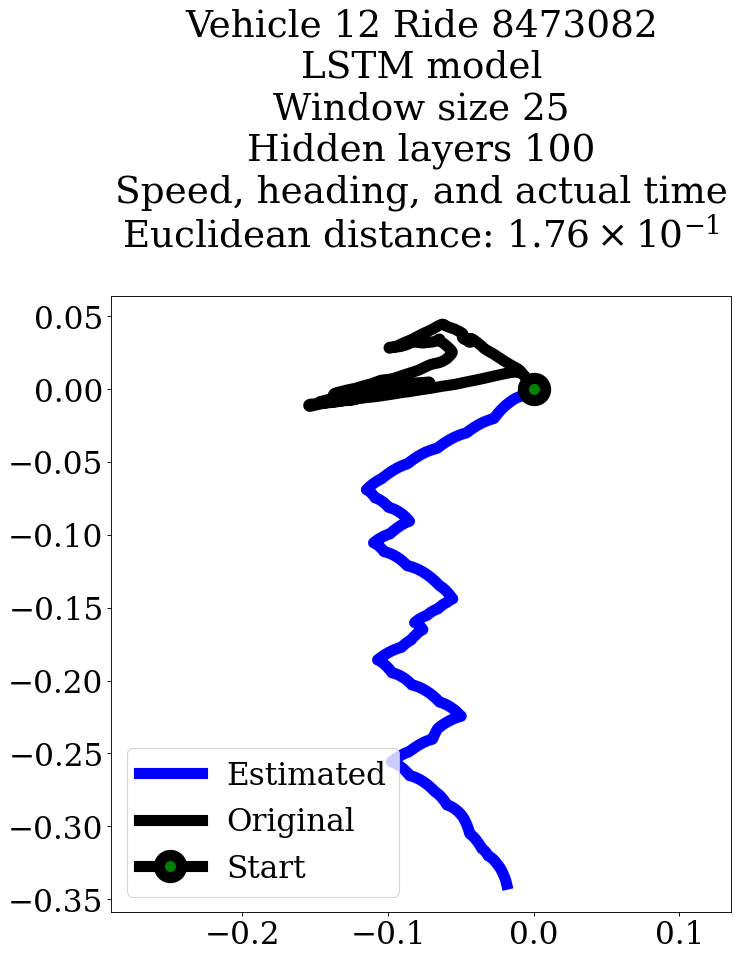 Vehicle 12 Ride 8473082
LSTM model
Window size 25
Hidden layers 100
Speed, heading, and actual time
Euclidean distance: 1.76 × 10⁻¹
0.05
0.00
−0.05
−0.10
−0.15
−0.20
−0.25
−0.30
−0.35
Estimated
Original
Start
−0.2 −0.1 0.0 0.1